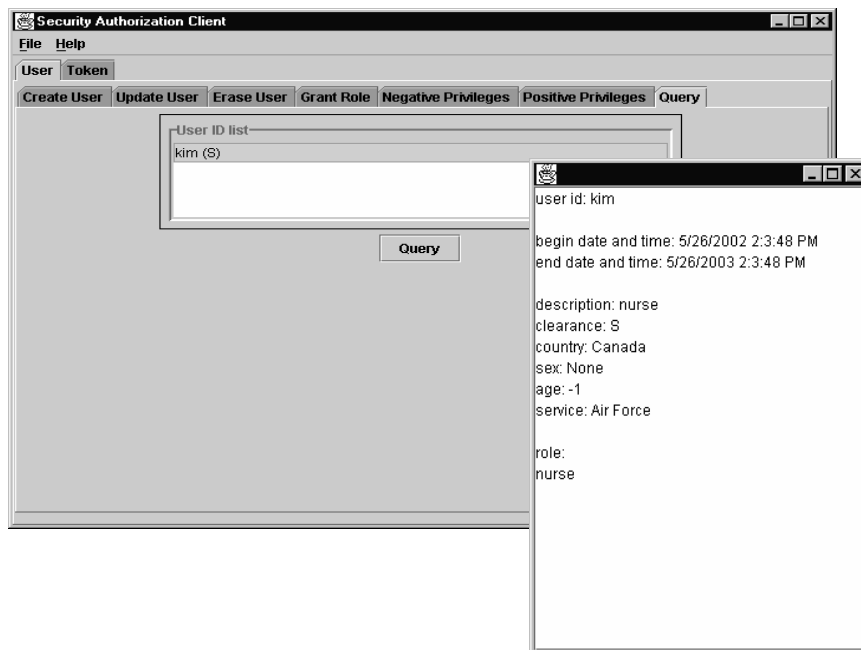 Security Authorization Client
File Help
User Token
Create User Update User Erase User Grant Role Negative Privileges Positive Privileges Query
User ID list
kim (S)
Query
user id: kim
begin date and time: 5/26/2002 2:3:48 PM
end date and time: 5/26/2003 2:3:48 PM
description: nurse
clearance: S
country: Canada
sex: None
age: -1
service: Air Force
role:
nurse